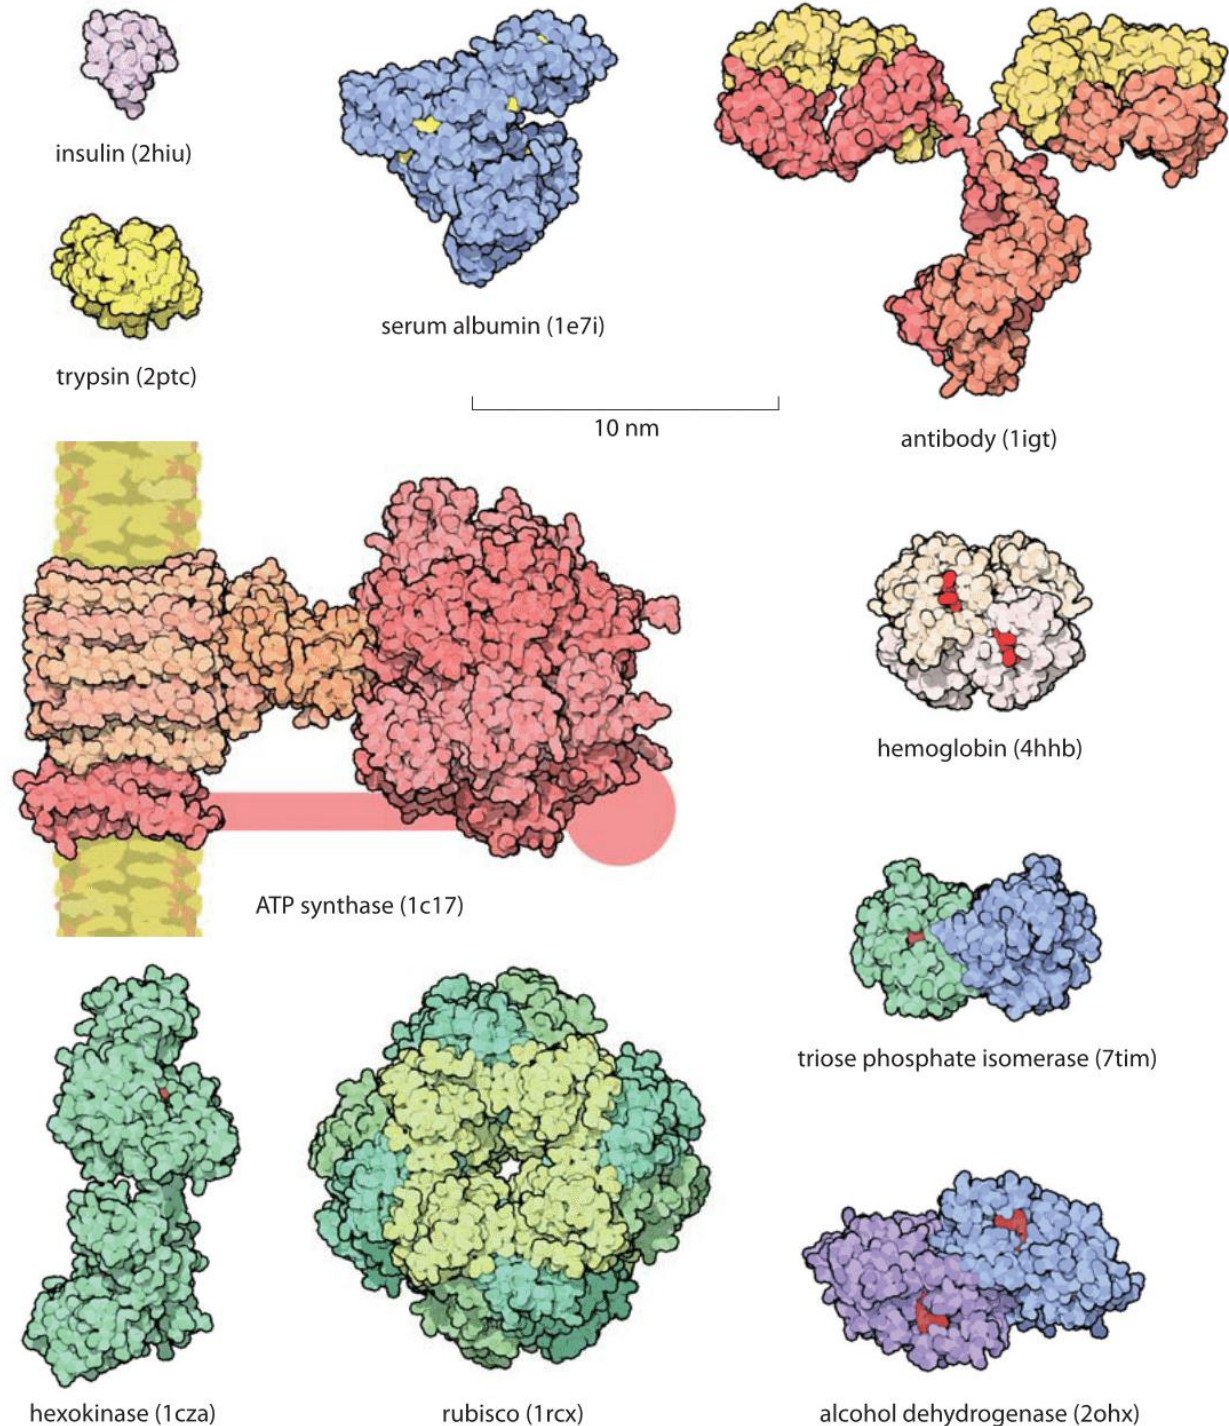 insulin (2hiu)
trypsin (2ptc)
serum albumin (1e7i)
10 nm
antibody (1igt)
ATP synthase (1c17)
hemoglobin (4hhb)
triose phosphate isomerase (7tim)
hexokinase (1cza)
rubisco (1rcx)
alcohol dehydrogenase (2ohx)